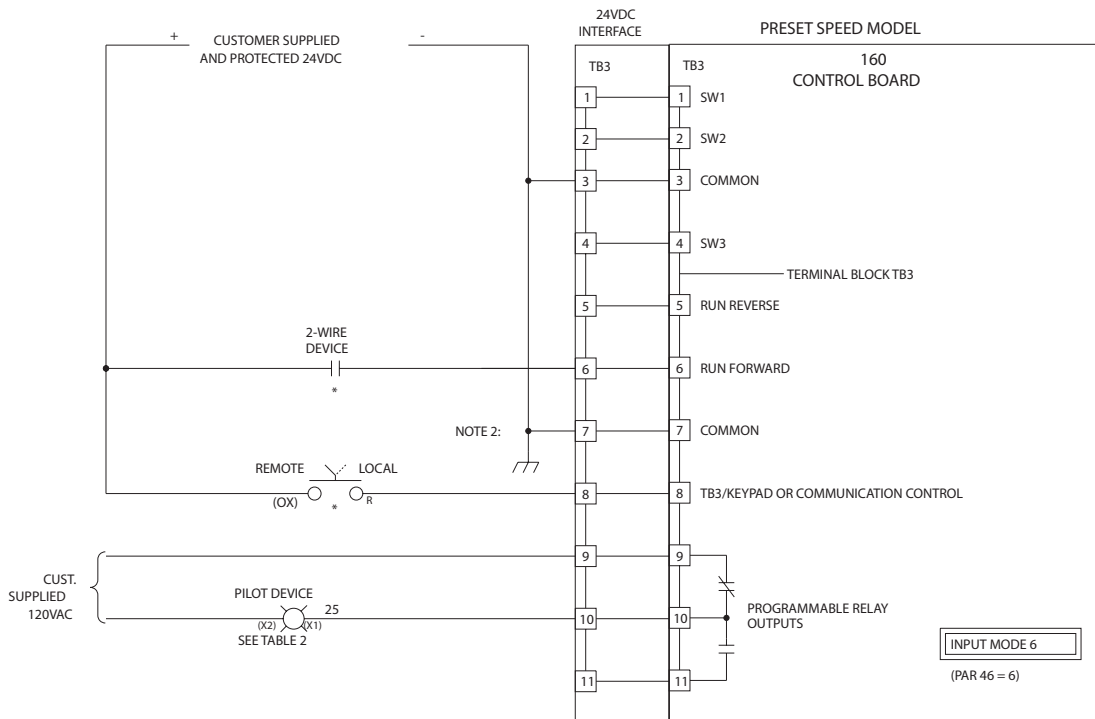 24VDC
INTERFACE
PRESET SPEED MODEL
+
CUSTOMER SUPPLIED
AND PROTECTED 24VDC
-
TB3
TB3
160
CONTROL BOARD
1
1
SW1
2
2
SW2
3
3
COMMON
4
4
SW3
TERMINAL BLOCK TB3
5
5
RUN REVERSE
2-WIRE
DEVICE
*
6
6
RUN FORWARD
NOTE 2:
7
7
COMMON
REMOTE
LOCAL
(OX)
*
R
8
8
TB3/KEYPAD OR COMMUNICATION CONTROL
9
9
CUST.
SUPPLIED
120VAC
PILOT DEVICE
(X2)
(X1)
25
SEE TABLE 2
10
10
PROGRAMMABLE RELAY
OUTPUTS
11
11
INPUT MODE 6
(PAR 46 = 6)